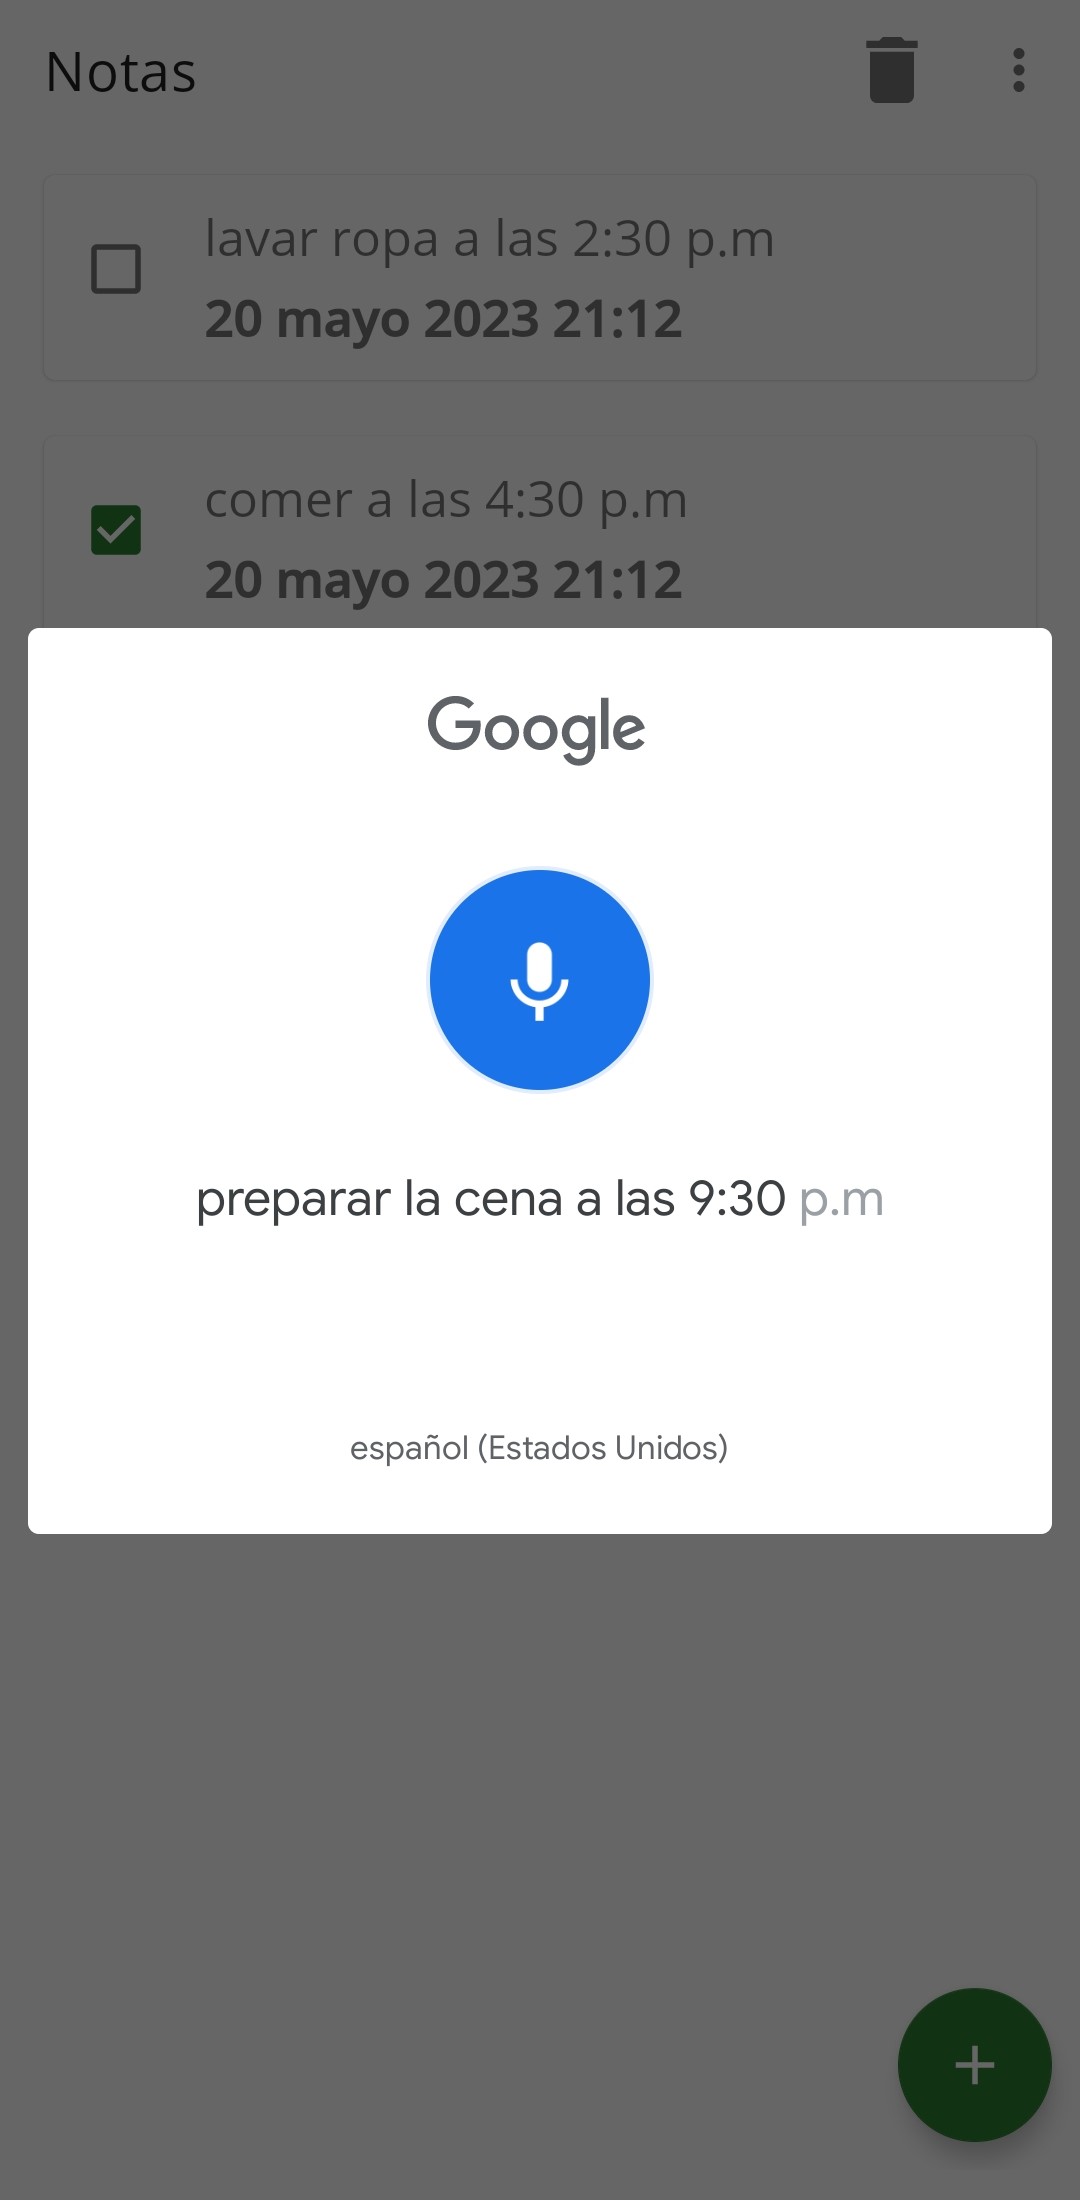 Notas
lavar ropa a las 2:30 p.m
20 mayo 2023 21:12
comer a las 4:30 p.m
20 mayo 2023 21:12
Google
preparar la cena a las 9:30 p.m
español (Estados Unidos)